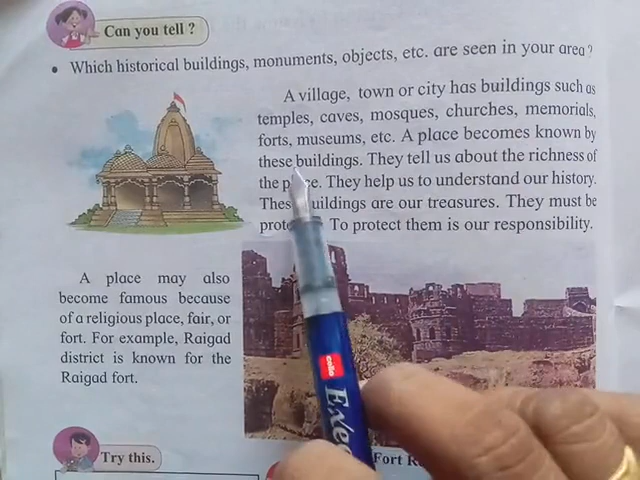 Can you tell ?
• Which historical buildings, monuments, objects, etc. are seen in your area ?
A village, town or city has buildings such as
temples, caves, mosques, churches, memorials,
forts, museums, etc. A place becomes known by
these buildings. They tell us about the richness of
the . They help us to understand our history.
are our treasures. They must be
To protect them is our responsibility.
A place may also
become famous because
of a religious place, fair, or
fort. For example, Raigad
district is known for the
Raigad fort.
cello
Try this.
Fort